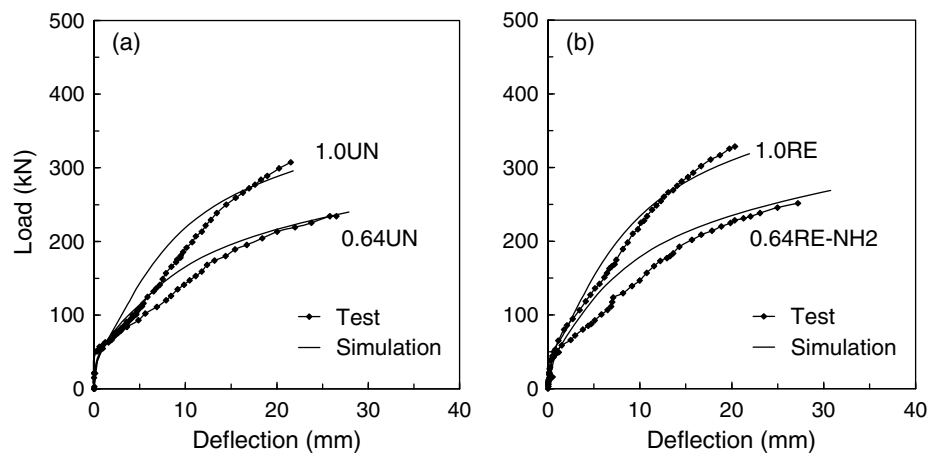 (a)
500
400
300
200
100
0
Load (kN)
1.0UN
0.64UN
Test
Simulation
0 10 20 30 40
Deflection (mm)
(b)
500
400
300
200
100
0
1.0RE
0.64RE-NH2
Test
Simulation
0 10 20 30 40
Deflection (mm)